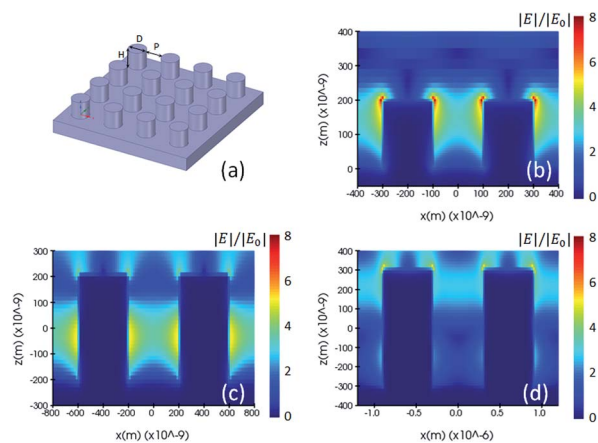 D
P
H
(a)
|E|/|E₀|
8
6
4
2
0
z(m) (x10^-9)
400
300
200
100
0
(b)
-400 -300 -200 -100 0 100 200 300 400
x(m) (x10^-9)
|E|/|E₀|
8
6
4
2
0
z(m) (x10^-9)
300
200
100
0
-100
-200
300
(c)
-800 -600 -400 -200 0 200 400 600 800
x(m) (x10^-9)
|E|/|E₀|
8
6
4
2
0
z(m) (x10^-9)
400
300
200
100
0
-100
200
-300
400
(d)
-1.0 -0.5 0.0 0.5 1.0
x(m) (x10^-6)